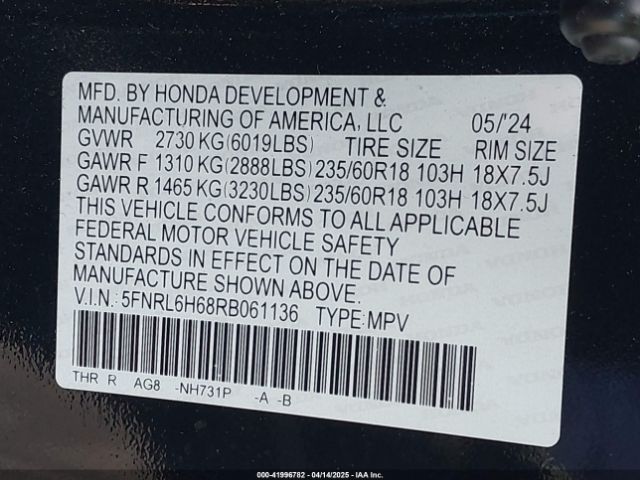 MFD. BY HONDA DEVELOPMENT &
MANUFACTURING OF AMERICA, LLC 05/'24
GVWR 2730 KG(6019LBS) TIRE SIZE RIM SIZE
GAWR F 1310 KG(2888LBS) 235/60R18 103H 18X7.5J
GAWR R 1465 KG(3230LBS) 235/60R18 103H 18X7.5J
THIS VEHICLE CONFORMS TO ALL APPLICABLE
FEDERAL MOTOR VEHICLE SAFETY
STANDARDS IN EFFECT ON THE DATE OF
MANUFACTURE SHOWN ABOVE.
V.I.N.: 5FNRL6H68RB061136 TYPE: MPV
THR R AG8 -NH731P -A -B
000-41996782 - 04/14/2025 - IAA Inc.